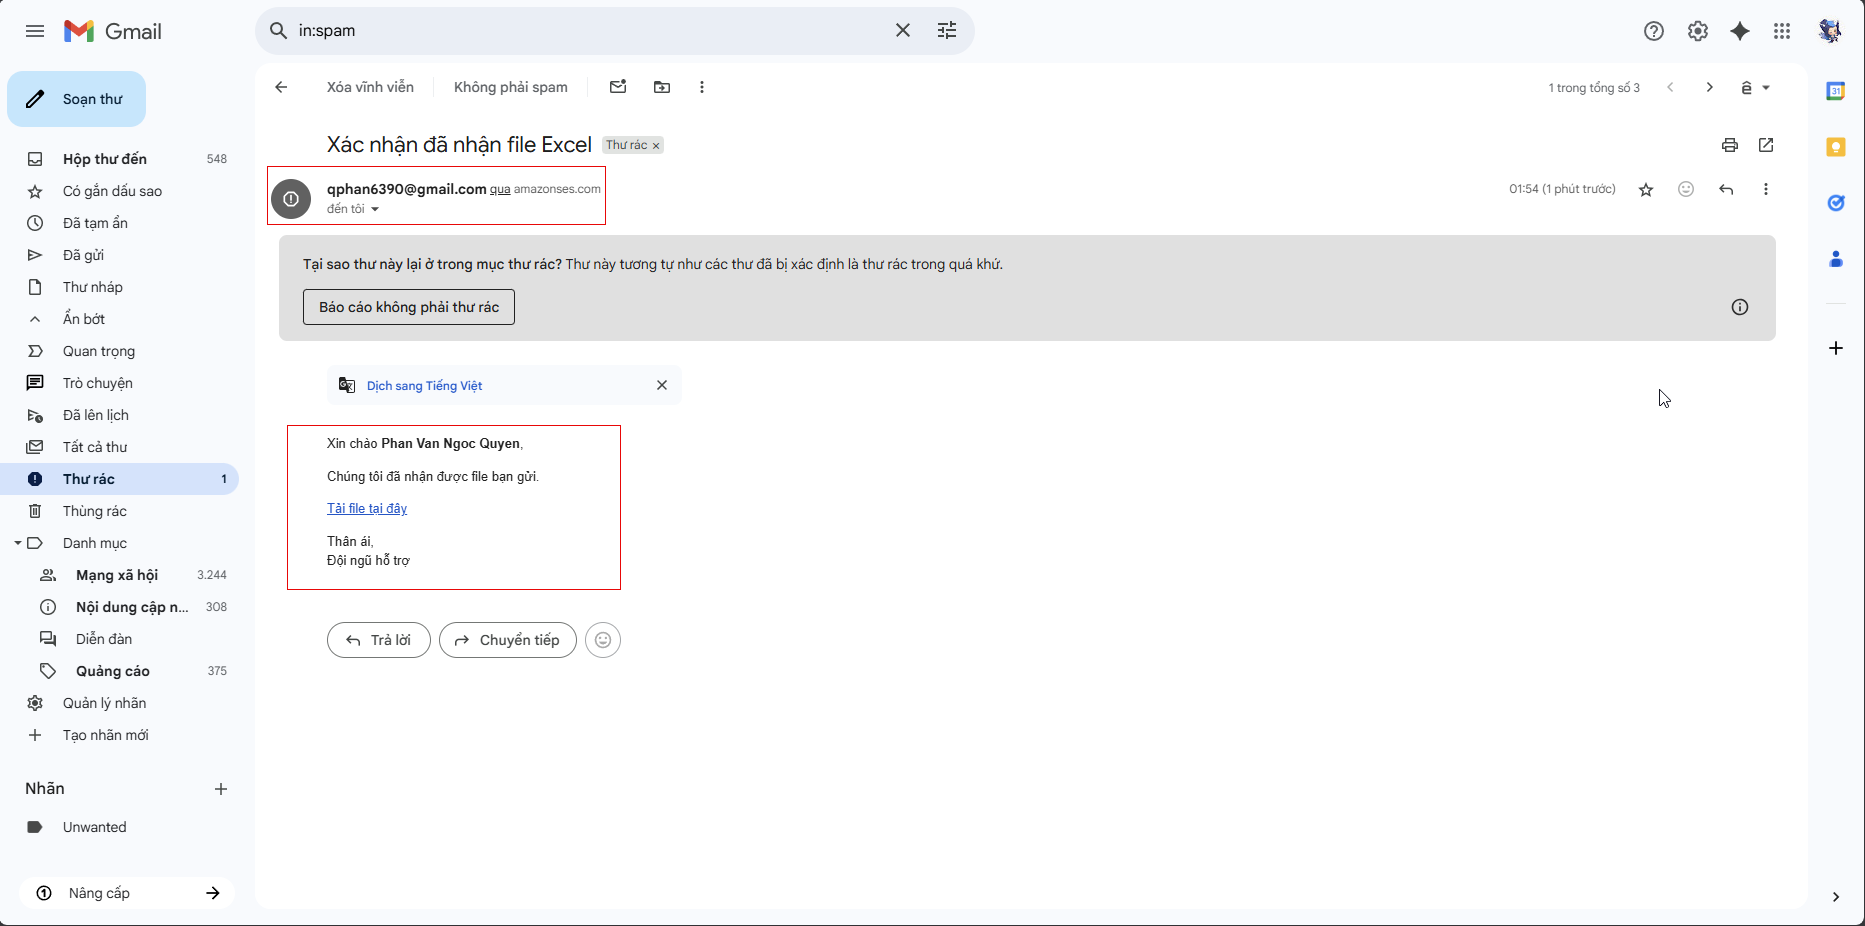 Gmail
in:spam
Soạn thư
Hộp thư đến 548
Có gắn dấu sao
Đã tạm ẩn
Đã gửi
Thư nháp
Ẩn bớt
Quan trọng
Trò chuyện
Đã lên lịch
Tất cả thư
Thư rác 1
Thùng rác
Danh mục
Mạng xã hội 3.244
Nội dung cập n... 308
Diễn đàn
Quảng cáo 375
Quản lý nhãn
Tạo nhãn mới
Nhãn
Unwanted
Nâng cấp
Xóa vĩnh viễn Không phải spam 1 trong tổng số 3
Xác nhận đã nhận file Excel Thư rác ×
qphan6390@gmail.com qua amazonses.com 01:54 (1 phút trước)
đến tôi
Tại sao thư này lại ở trong mục thư rác? Thư này tương tự như các thư đã bị xác định là thư rác trong quá khứ.
Báo cáo không phải thư rác
Dịch sang Tiếng Việt
Xin chào Phan Van Ngoc Quyen,
Chúng tôi đã nhận được file bạn gửi.
Tải file tại đây
Thân ái,
Đội ngũ hỗ trợ
Trả lời Chuyển tiếp
31